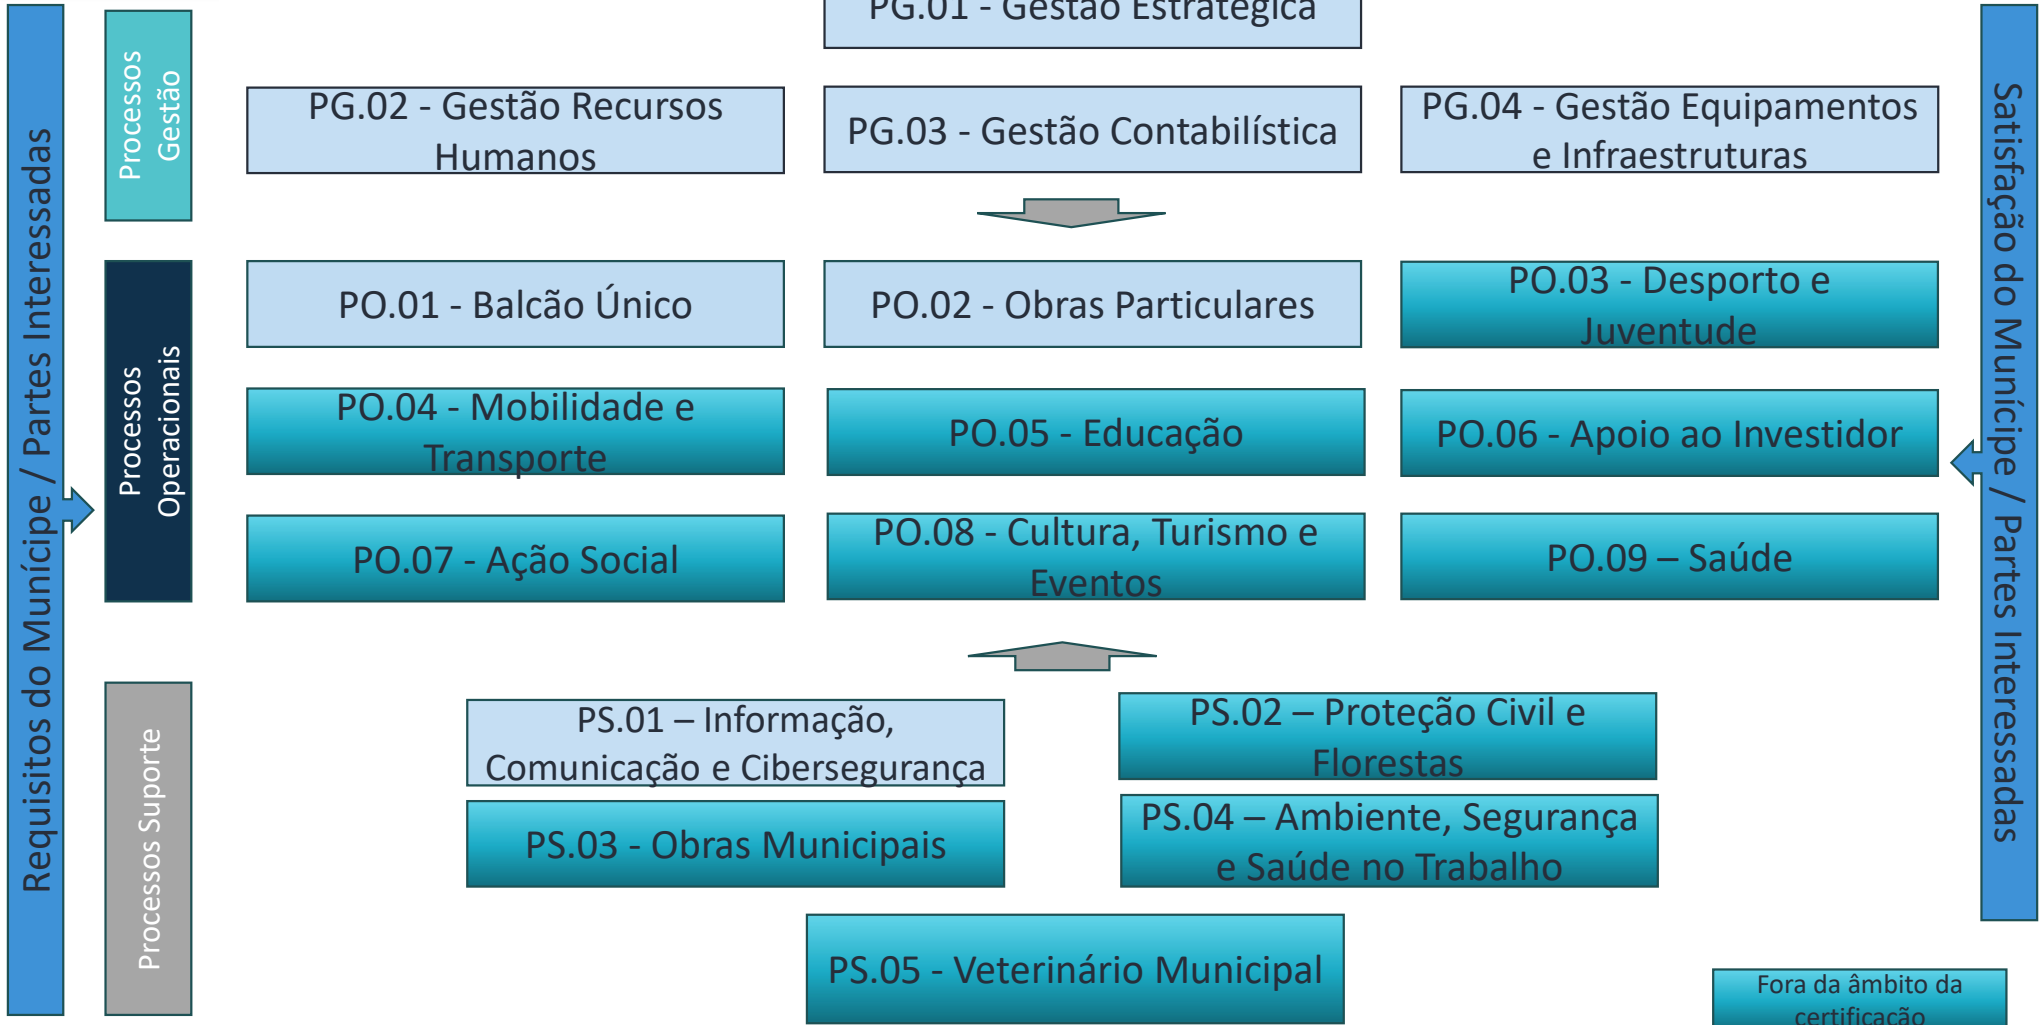 PG.01 - Gestão Estratégica
Processos
Gestão
PG.02 - Gestão Recursos
Humanos
PG.03 - Gestão Contabilística
PG.04 - Gestão Equipamentos
e Infraestruturas
Requisitos do Munícipe / Partes Interessadas
Satisfação do Munícipe / Partes Interessadas
Processos
Operacionais
PO.01 - Balcão Único
PO.02 - Obras Particulares
PO.03 - Desporto e
Juventude
PO.04 - Mobilidade e
Transporte
PO.05 - Educação
PO.06 - Apoio ao Investidor
PO.07 - Ação Social
PO.08 - Cultura, Turismo e
Eventos
PO.09 – Saúde
Processos Suporte
PS.01 – Informação,
Comunicação e Cibersegurança
PS.02 – Proteção Civil e
Florestas
PS.03 - Obras Municipais
PS.04 – Ambiente, Segurança
e Saúde no Trabalho
PS.05 - Veterinário Municipal
Fora da âmbito da
certificação